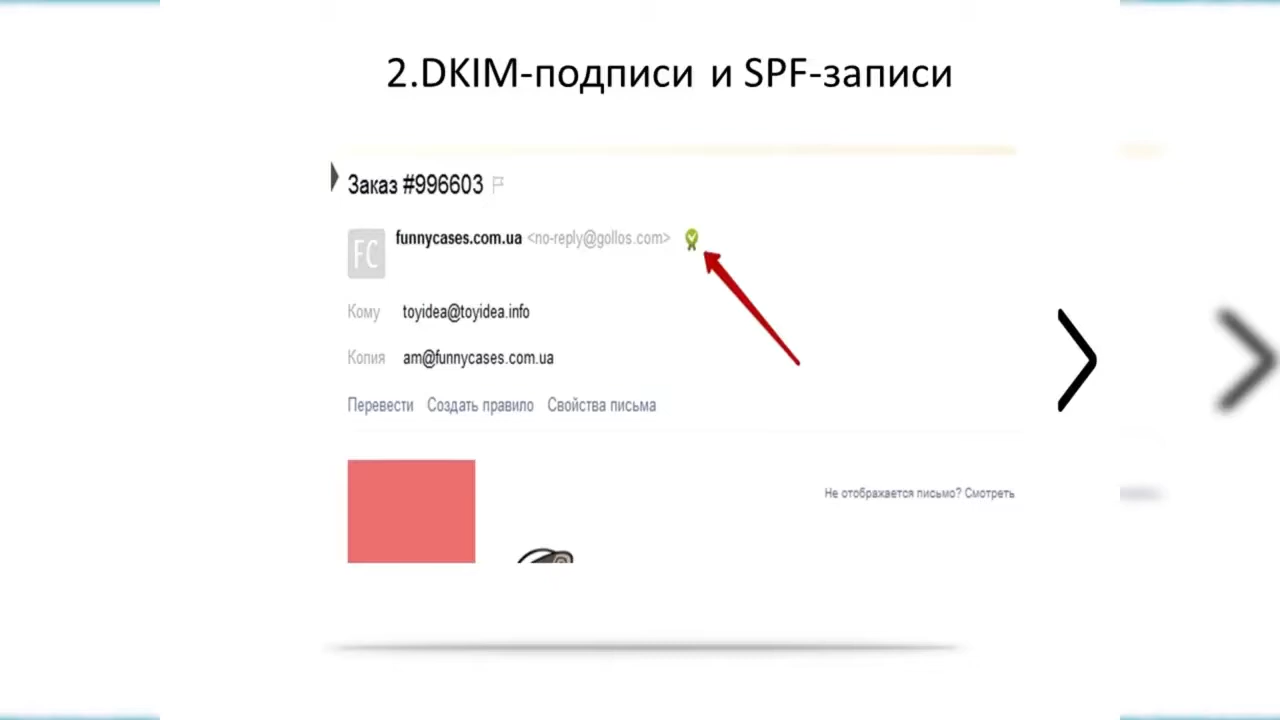 2.DKIM-подписи и SPF-записи
Заказ #996603
FC
funnycases.com.ua <no-reply@gollos.com>
Кому toyidea@toyidea.info
Копия am@funnycases.com.ua
Перевести Создать правило Свойства письма
Не отображается письмо? Смотреть